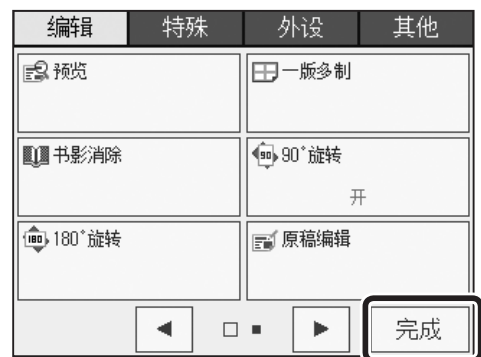 编辑 特殊 外设 其他
预览 一版多制
书影消除 90°旋转
开
180°旋转 原稿编辑
完成